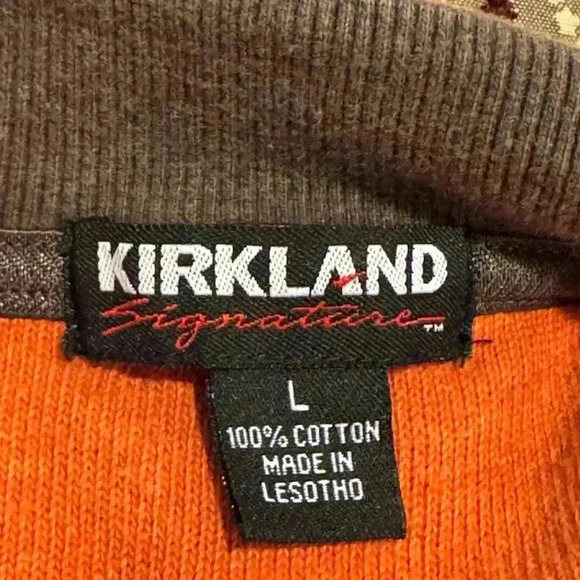 KIRKLAND
Signature™
L
100% COTTON
MADE IN
LESOTHO